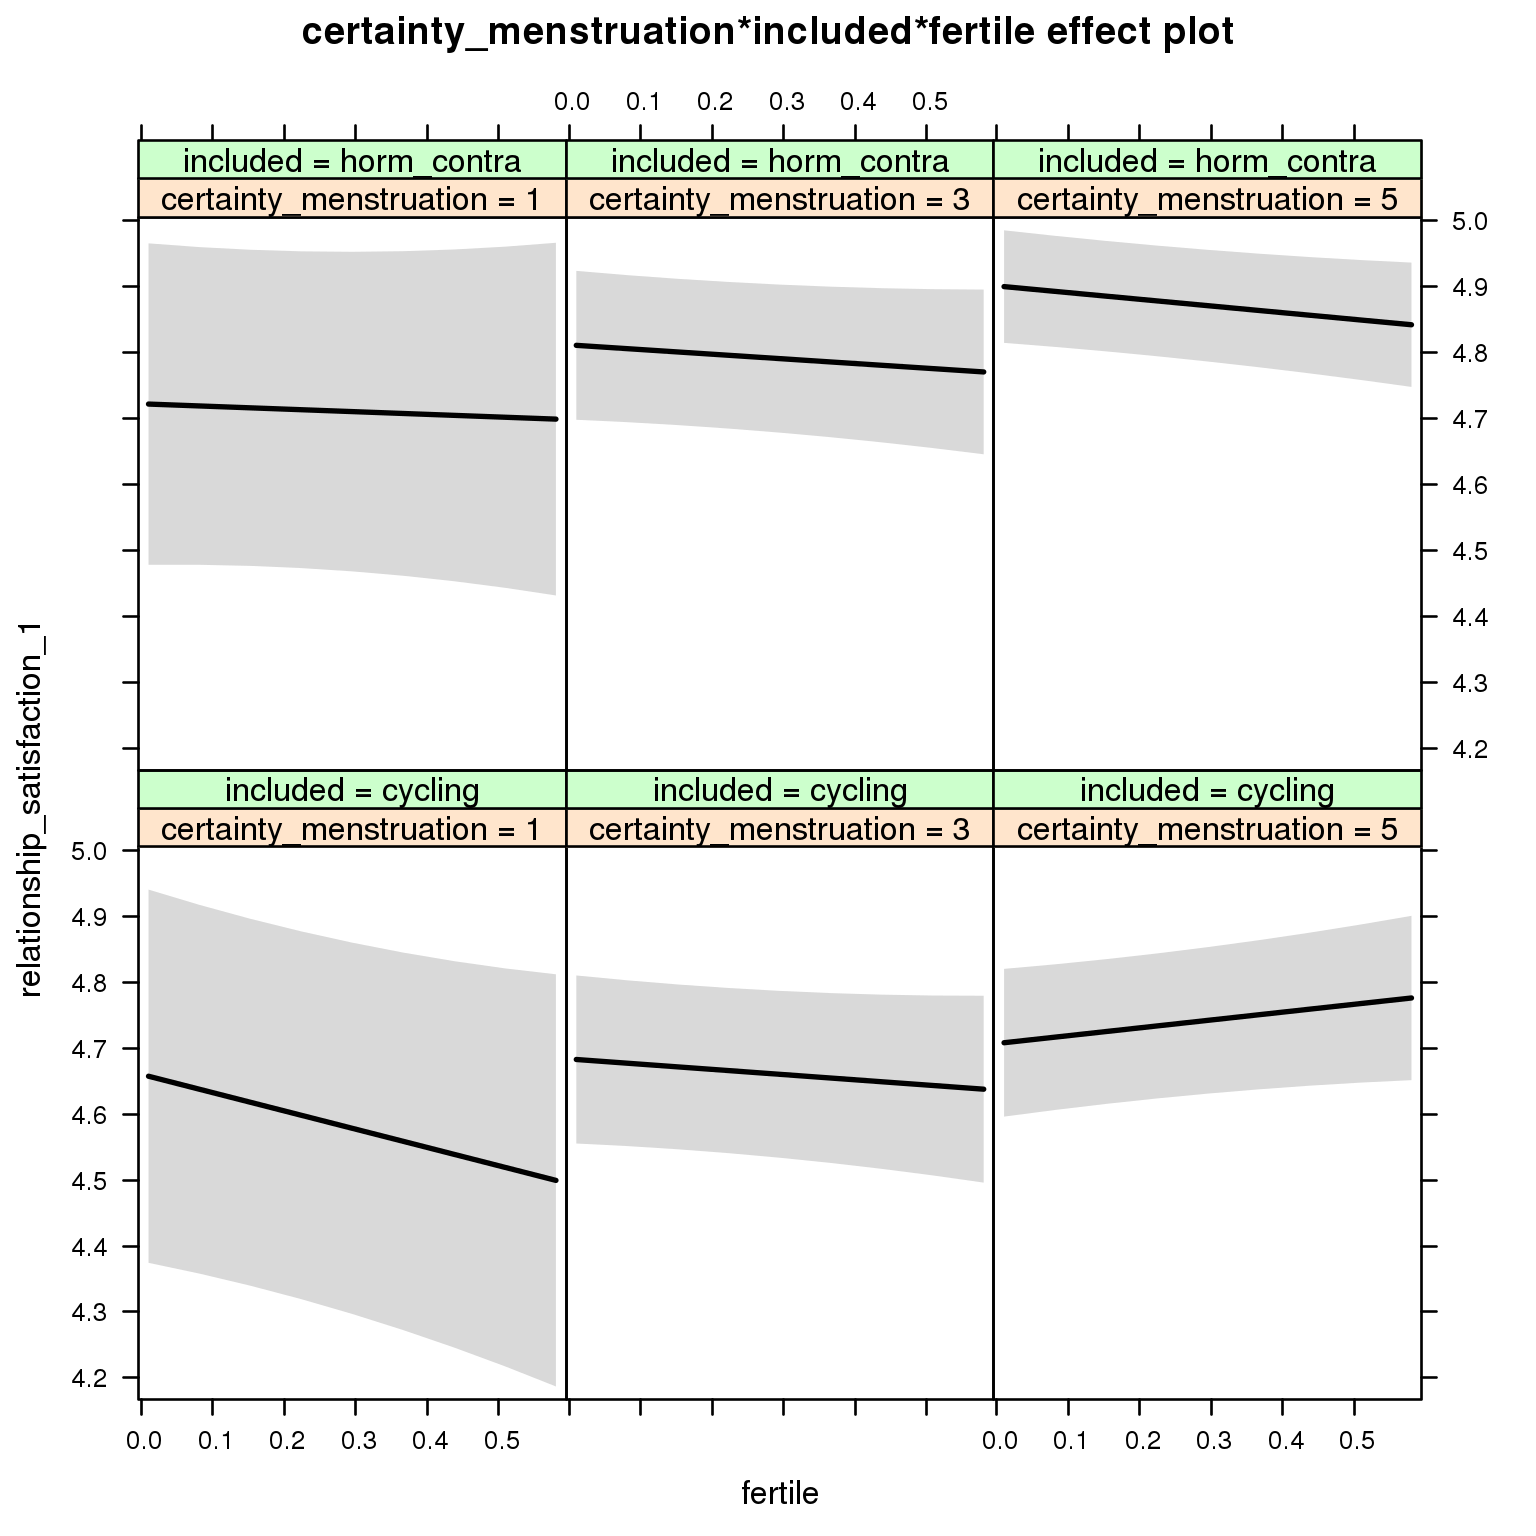 certainty_menstruation*included*fertile effect plot
0.0 0.1 0.2 0.3 0.4 0.5
included = horm_contra included = horm_contra included = horm_contra
certainty_menstruation = 1 certainty_menstruation = 3 certainty_menstruation = 5
5.0
4.9
4.8
4.7
4.6
4.5
4.4
4.3
4.2
relationship_satisfaction_1
included = cycling included = cycling included = cycling
certainty_menstruation = 1 certainty_menstruation = 3 certainty_menstruation = 5
5.0
4.9
4.8
4.7
4.6
4.5
4.4
4.3
4.2
0.0 0.1 0.2 0.3 0.4 0.5 0.0 0.1 0.2 0.3 0.4 0.5
fertile